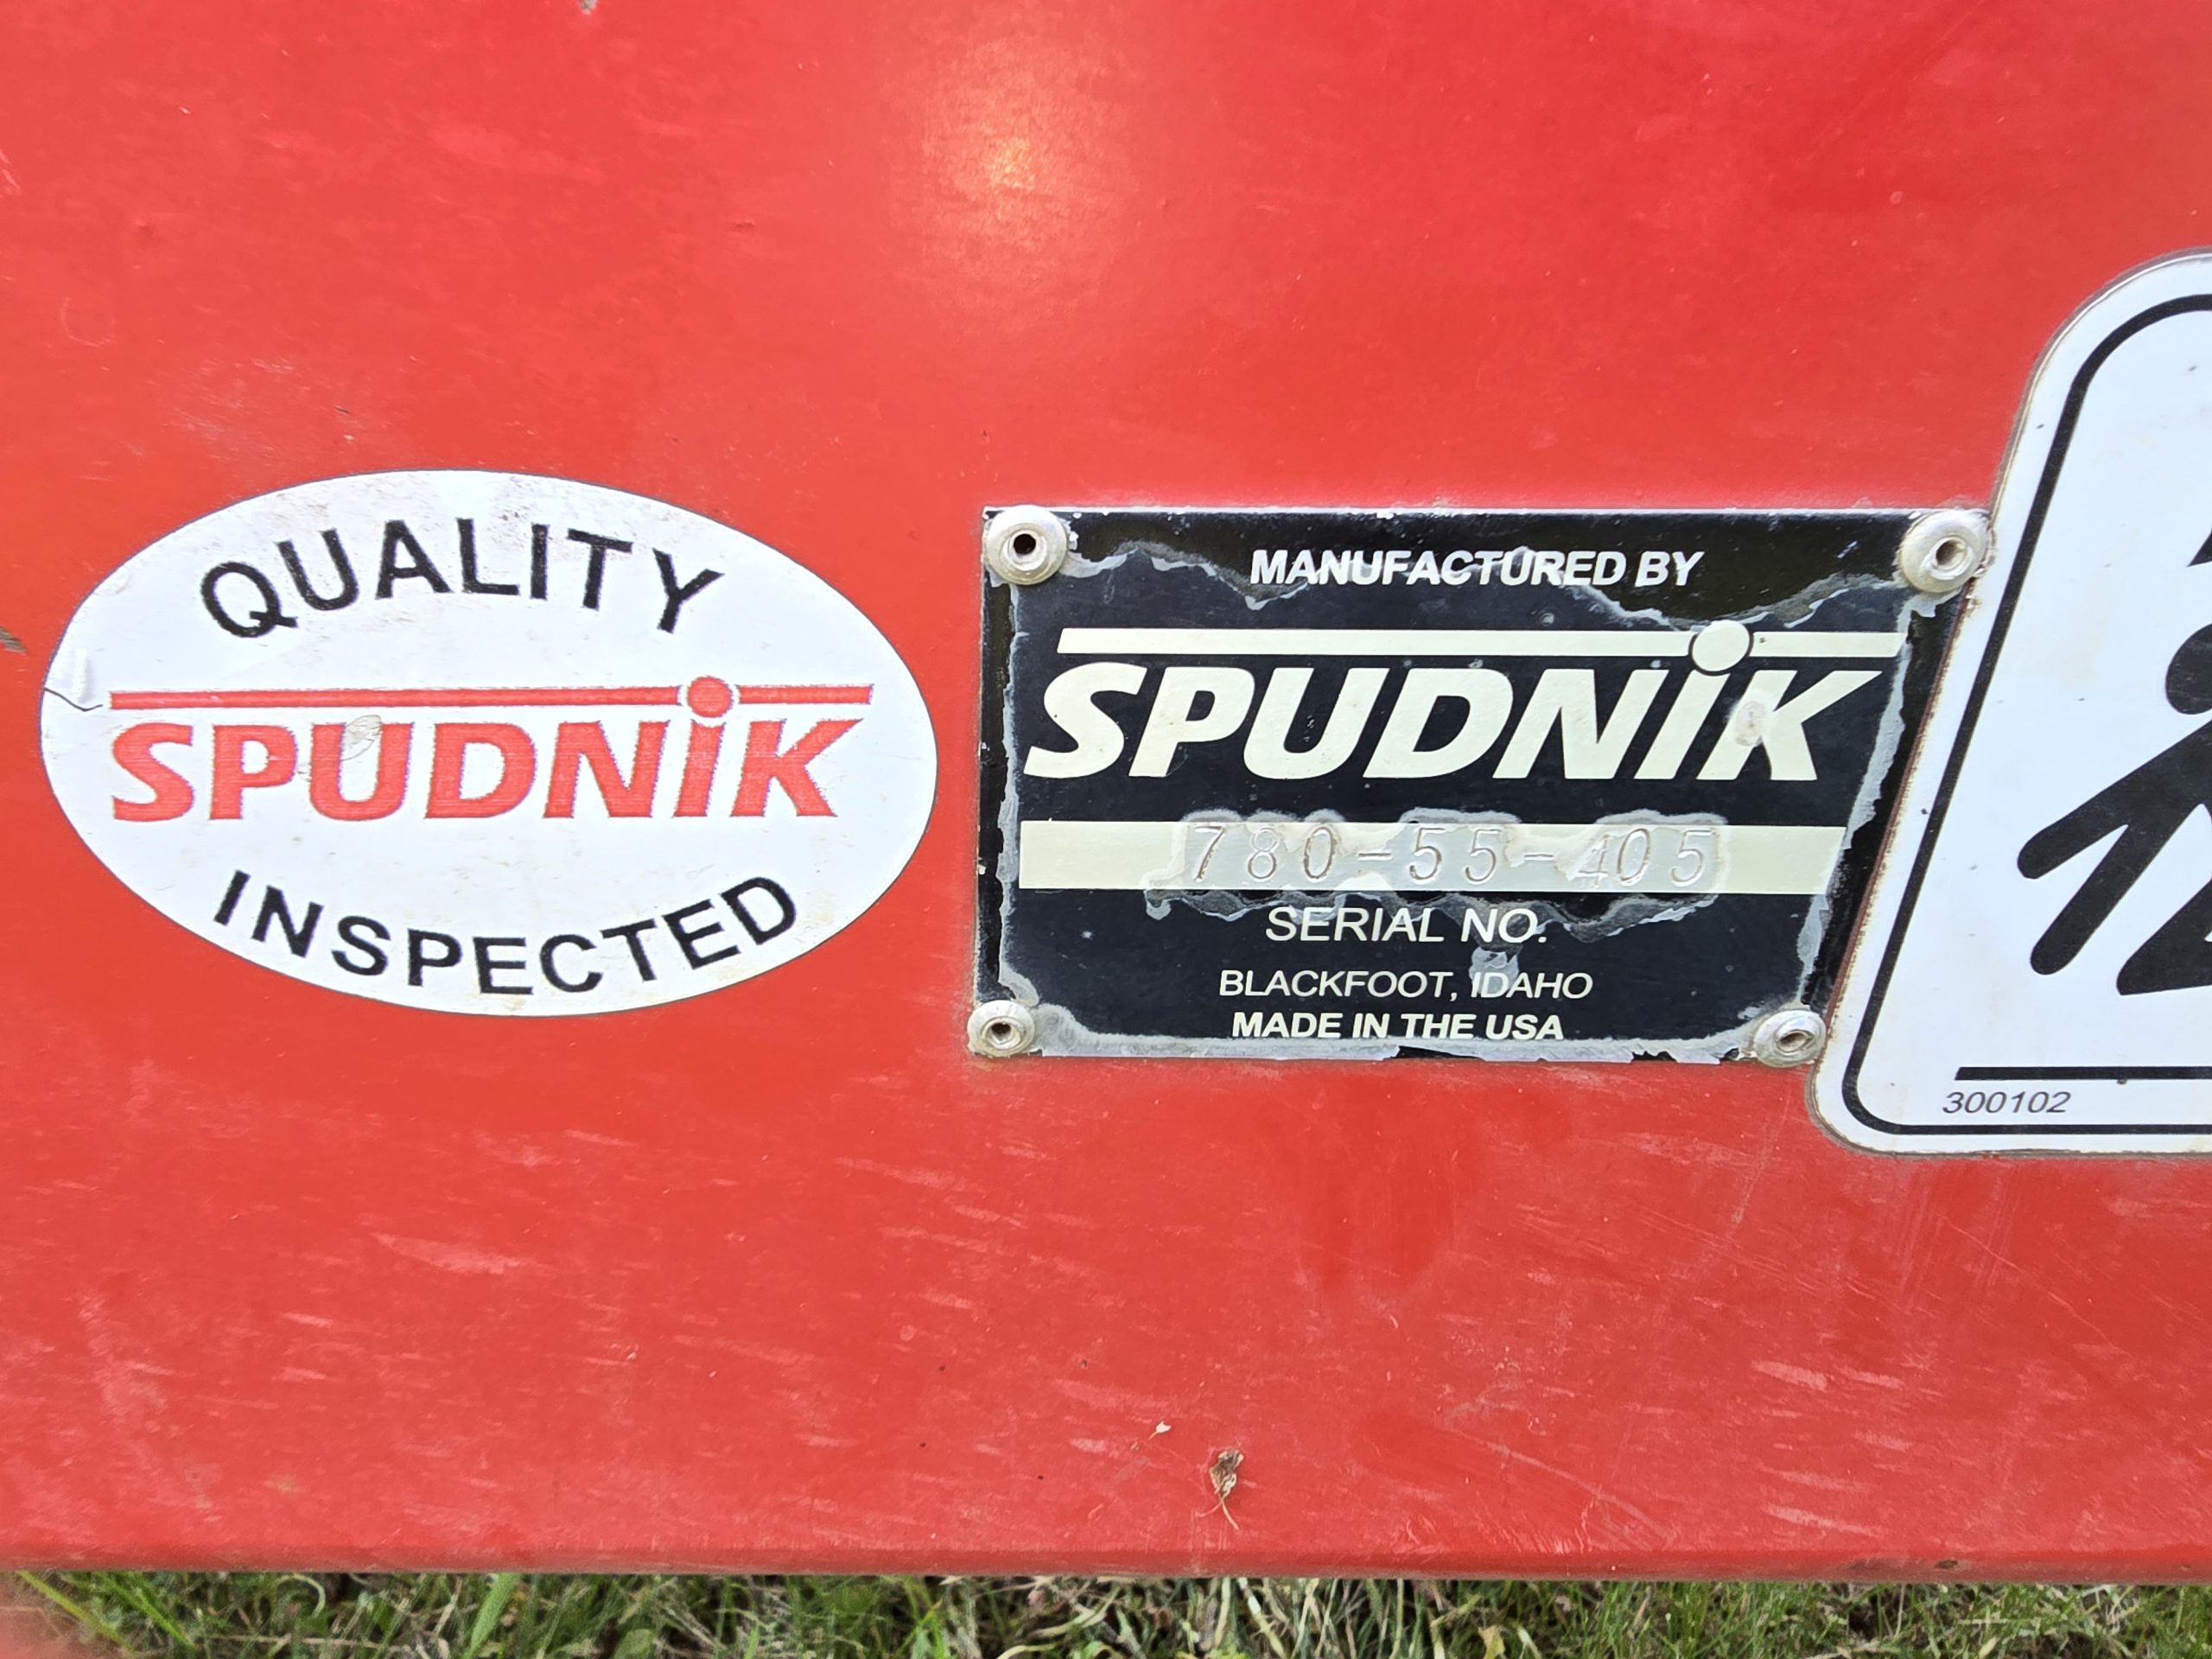 QUALITY
SPUDNIK
INSPECTED
MANUFACTURED BY
SPUDNIK
780-55-405
SERIAL NO.
BLACKFOOT, IDAHO
MADE IN THE USA
300102